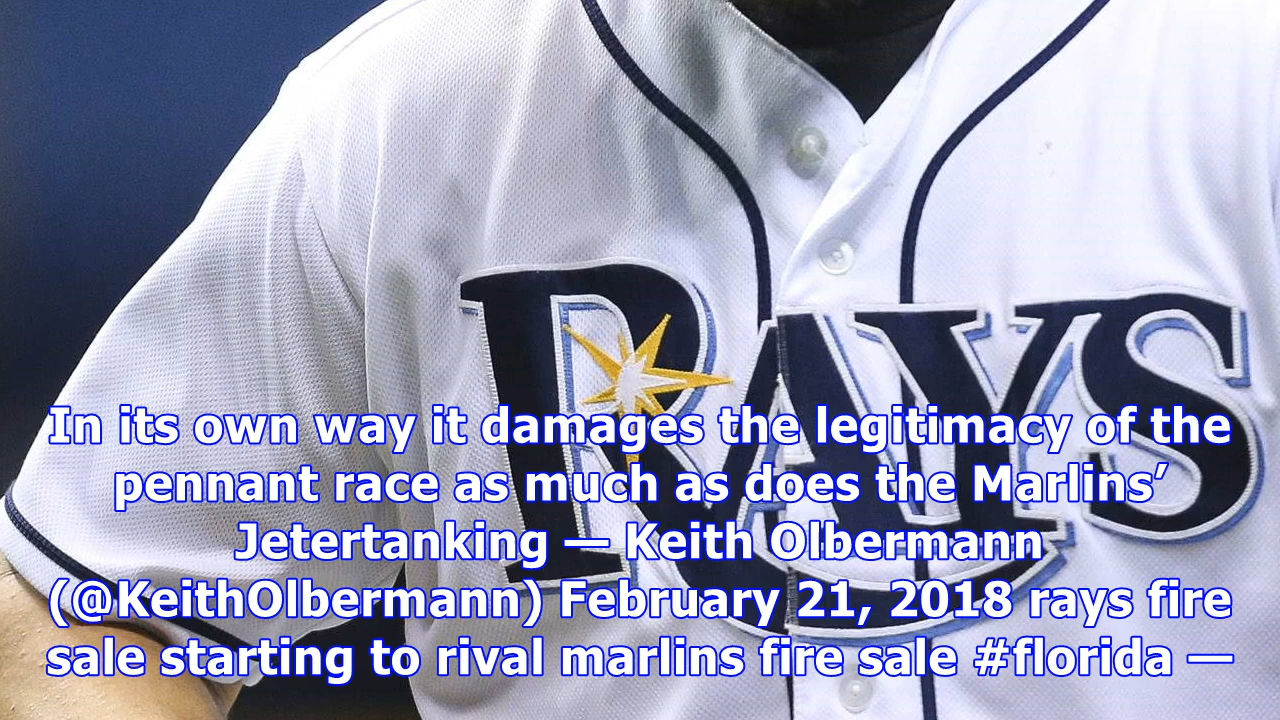 RAYS
In its own way it damages the legitimacy of the
pennant race as much as does the Marlins’
Jetertanking — Keith Olbermann
(@KeithOlbermann) February 21, 2018 rays fire
sale starting to rival marlins fire sale #florida —